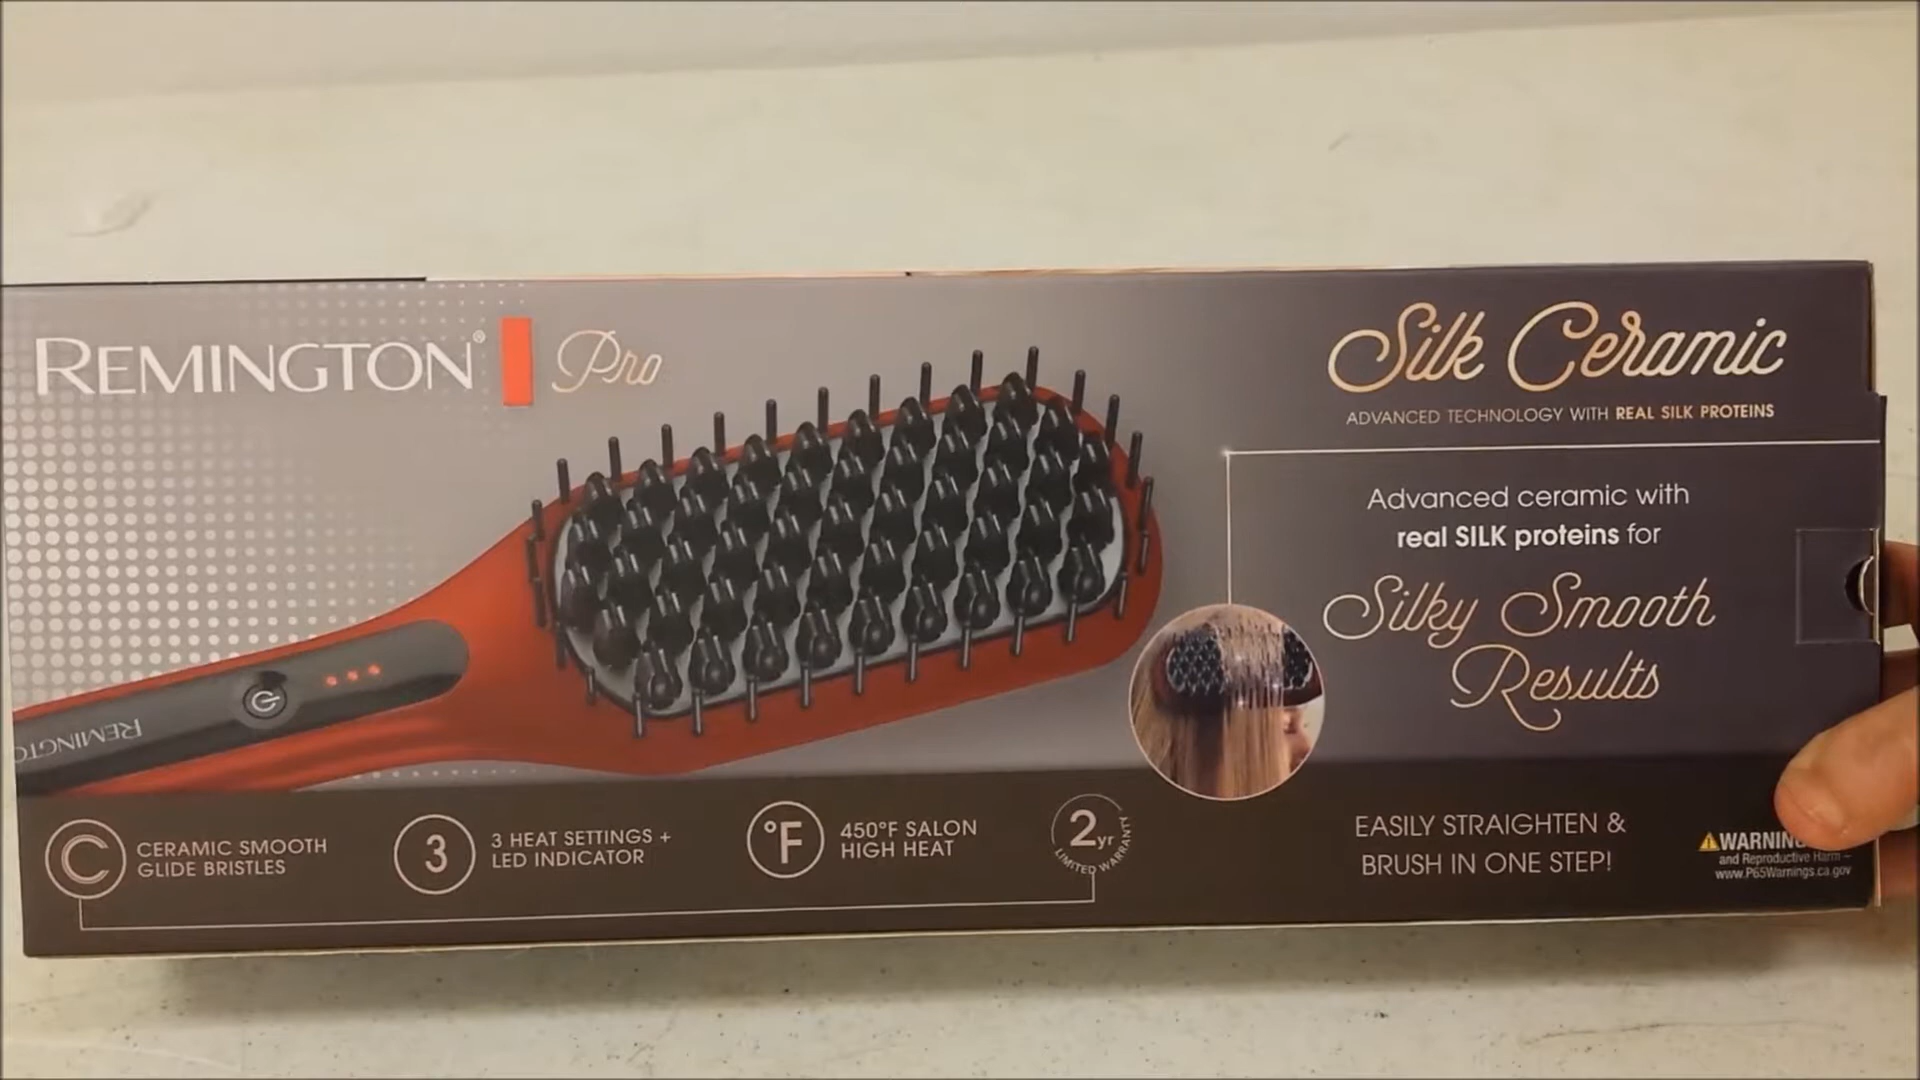 REMINGTON® Pro
Silk Ceramic
ADVANCED TECHNOLOGY WITH REAL SILK PROTEINS
Advanced ceramic with
real SILK proteins for
Silky Smooth
Results
REMINGTO
C
CERAMIC SMOOTH
GLIDE BRISTLES
3
3 HEAT SETTINGS +
LED INDICATOR
°F
450°F SALON
HIGH HEAT
2yr
LIMITED WARRANTY
EASILY STRAIGHTEN &
BRUSH IN ONE STEP!
WARNIN
and Reproductive Harm –
www.P65Warnings.ca.gov